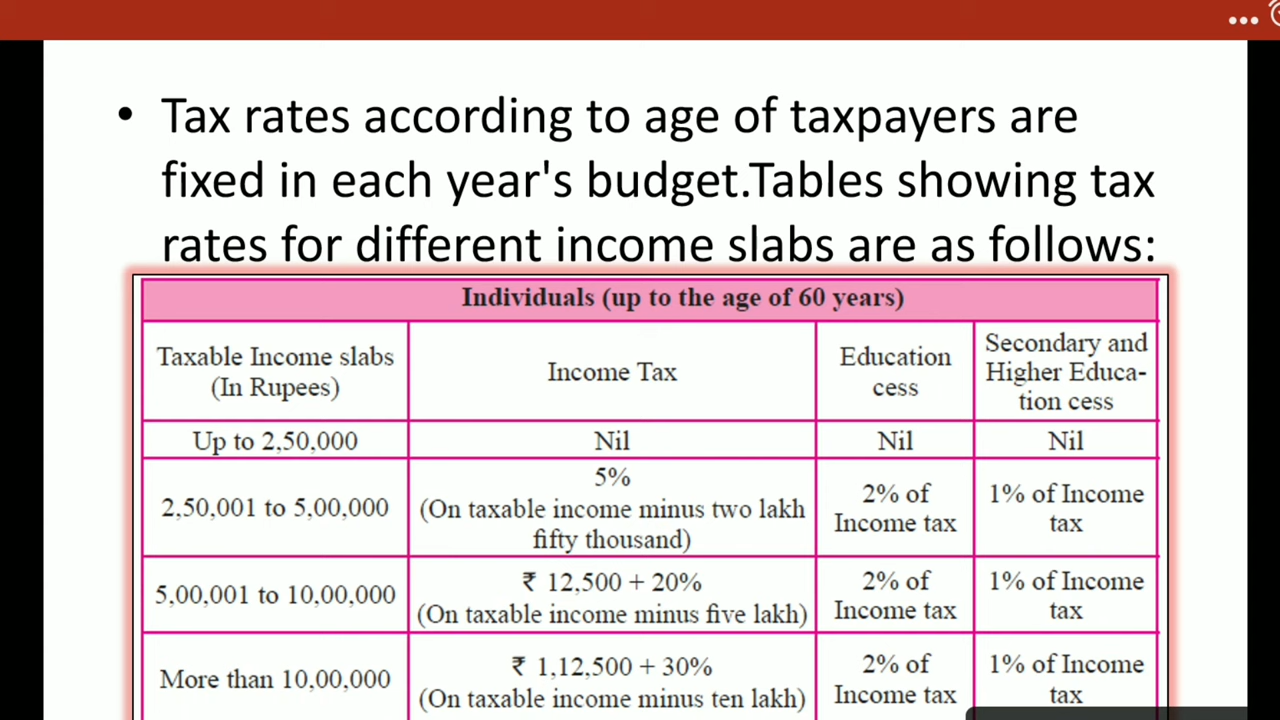 • Tax rates according to age of taxpayers are
fixed in each year's budget.Tables showing tax
rates for different income slabs are as follows:
Individuals (up to the age of 60 years)
Taxable Income slabs
(In Rupees)
Income Tax
Education
cess
Secondary and
Higher Educa-
tion cess
Up to 2,50,000
Nil
Nil
Nil
2,50,001 to 5,00,000
5%
(On taxable income minus two lakh
fifty thousand)
2% of
Income tax
1% of Income
tax
5,00,001 to 10,00,000
₹ 12,500 + 20%
(On taxable income minus five lakh)
2% of
Income tax
1% of Income
tax
More than 10,00,000
₹ 1,12,500 + 30%
(On taxable income minus ten lakh)
2% of
Income tax
1% of Income
tax